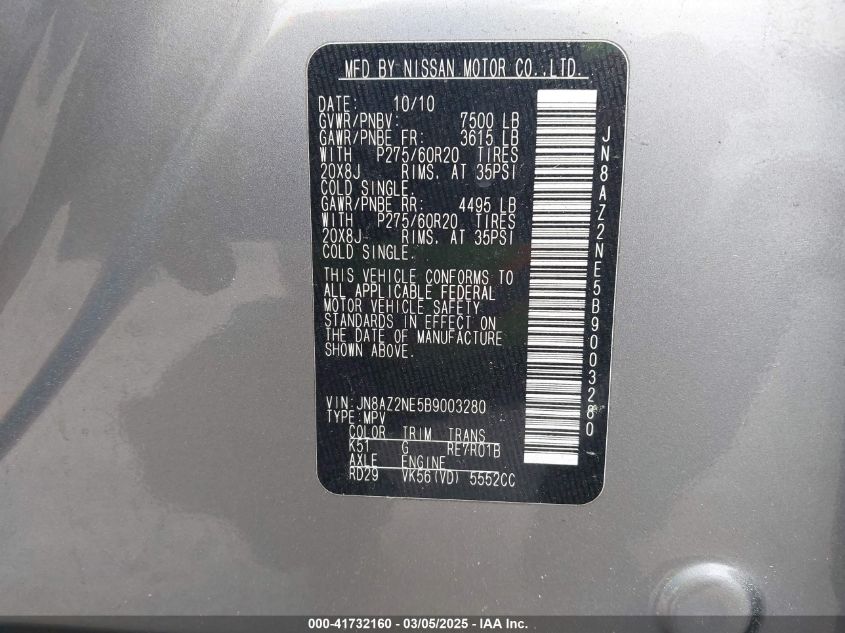 MFD BY NISSAN MOTOR CO.,LTD.
DATE: 10/10
GVWR/PNBV: 7500 LB
GAWR/PNBE FR: 3615 LB
WITH P275/60R20 TIRES
20X8J RIMS. AT 35PSI
COLD SINGLE.
GAWR/PNBE RR: 4495 LB
WITH P275/60R20 TIRES
20X8J RIMS. AT 35PSI
COLD SINGLE.
THIS VEHICLE CONFORMS TO
ALL APPLICABLE FEDERAL
MOTOR VEHICLE SAFETY
STANDARDS IN EFFECT ON
THE DATE OF MANUFACTURE
SHOWN ABOVE.
VIN:JN8AZ2NE5B9003280
TYPE:MPV
COLOR TRIM TRANS
K51 G RE7R01B
AXLE ENGINE
RD29 VK56(VD) 5552CC
JN8AZ2NE5B9003280
000-41732160 - 03/05/2025 - IAA Inc.